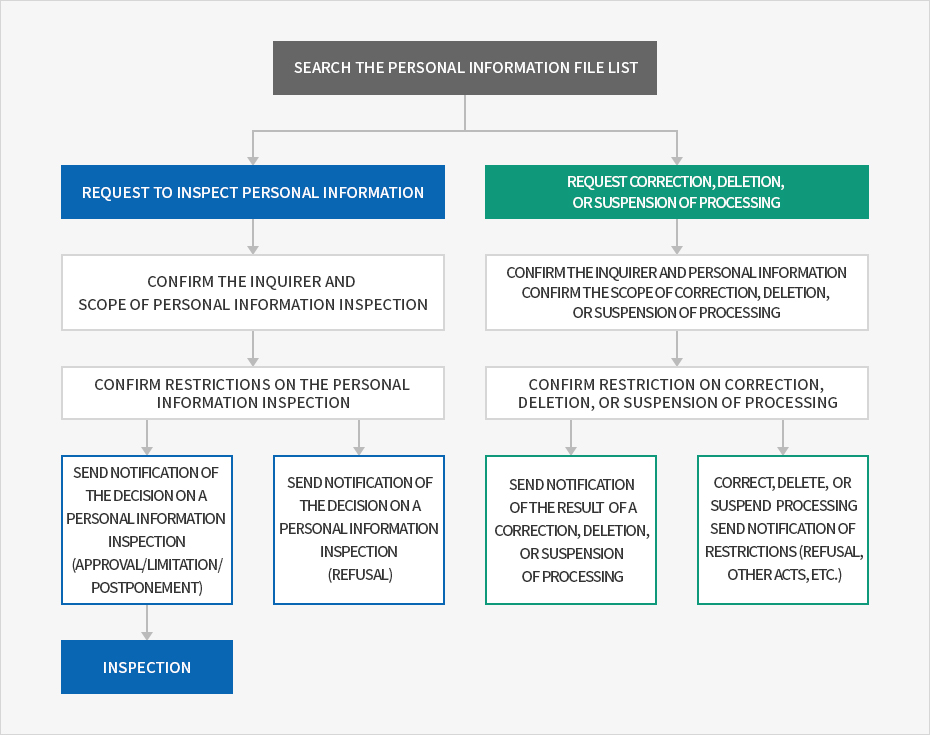 SEARCH THE PERSONAL INFORMATION FILE LIST
REQUEST TO INSPECT PERSONAL INFORMATION
REQUEST CORRECTION, DELETION,
OR SUSPENSION OF PROCESSING
CONFIRM THE INQUIRER AND
SCOPE OF PERSONAL INFORMATION INSPECTION
CONFIRM THE INQUIRER AND PERSONAL INFORMATION
CONFIRM THE SCOPE OF CORRECTION, DELETION,
OR SUSPENSION OF PROCESSING
CONFIRM RESTRICTIONS ON THE PERSONAL
INFORMATION INSPECTION
CONFIRM RESTRICTION ON CORRECTION,
DELETION, OR SUSPENSION OF PROCESSING
SEND NOTIFICATION OF
THE DECISION ON A
PERSONAL INFORMATION
INSPECTION
(APPROVAL/LIMITATION/
POSTPONEMENT)
SEND NOTIFICATION OF
THE DECISION ON A
PERSONAL INFORMATION
INSPECTION
(REFUSAL)
SEND NOTIFICATION
OF THE RESULT OF A
CORRECTION, DELETION,
OR SUSPENSION
OF PROCESSING
CORRECT, DELETE, OR
SUSPEND PROCESSING
SEND NOTIFICATION OF
RESTRICTIONS (REFUSAL,
OTHER ACTS, ETC.)
INSPECTION